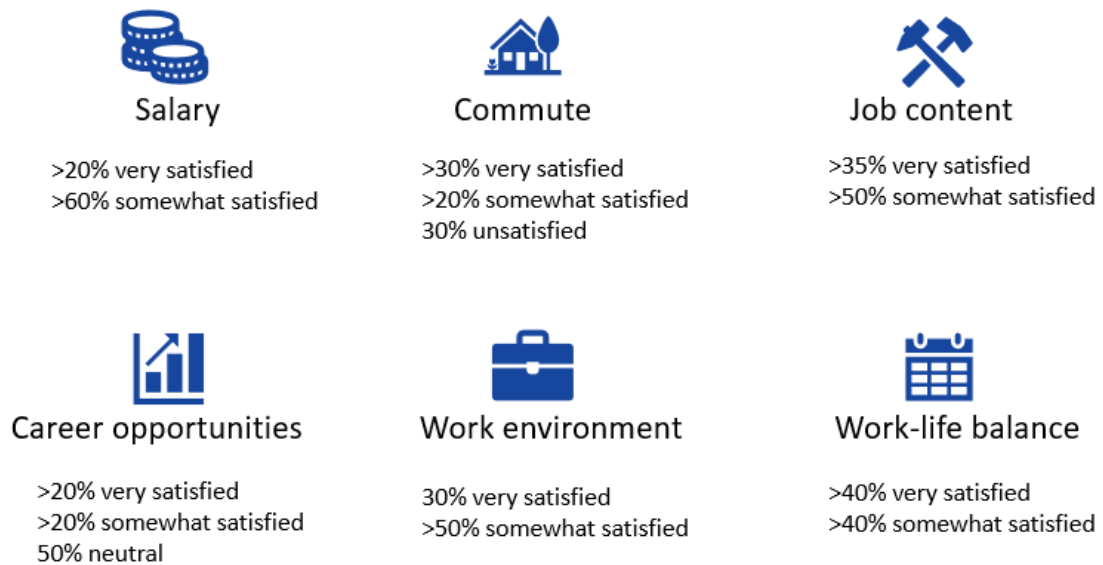 Salary
>20% very satisfied
>60% somewhat satisfied
Commute
>30% very satisfied
>20% somewhat satisfied
30% unsatisfied
Job content
>35% very satisfied
>50% somewhat satisfied
Career opportunities
>20% very satisfied
>20% somewhat satisfied
50% neutral
Work environment
30% very satisfied
>50% somewhat satisfied
Work-life balance
>40% very satisfied
>40% somewhat satisfied